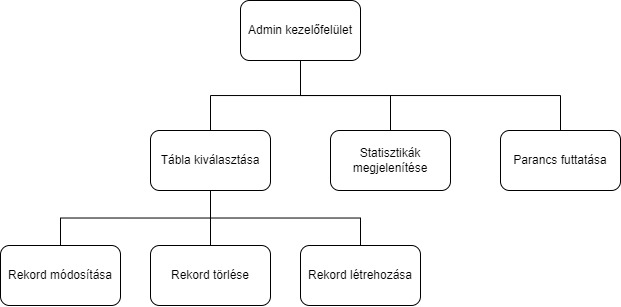 Admin kezelőfelület
Tábla kiválasztása
Statisztikák
megjelenítése
Parancs futtatása
Rekord módosítása
Rekord törlése
Rekord létrehozása